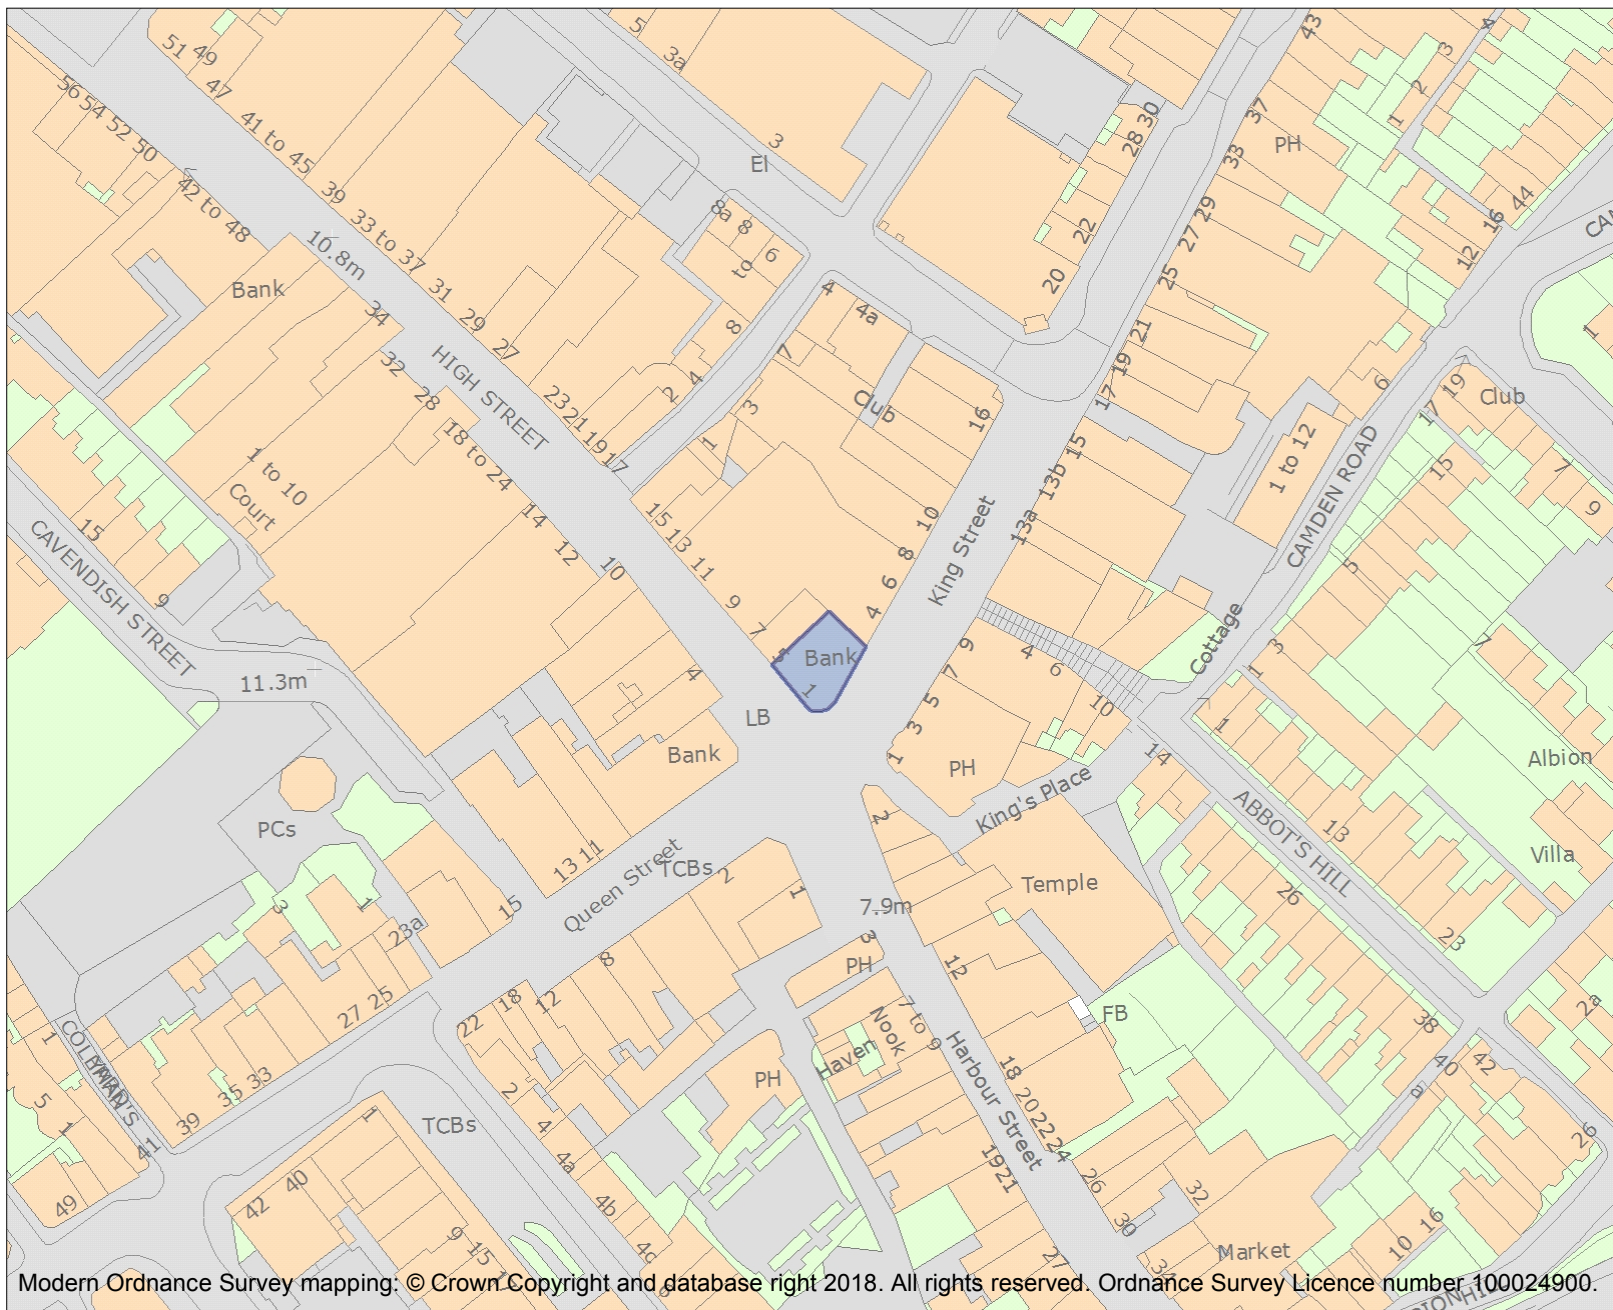 51
49
47
5
3a
43
4
3
2
1
56
54
52
50
41 to 45
3
El
28
30
37
33
PH
42 to 48
39
33 to 37
8a
8
6
to
22
29
27
16
44
12
10.8m
Bank
31
29
27
34
8
4
4a
20
25
21
1
HIGH STREET
32
28
23
21
19
17
2
4
7
3
1
Club
16
19
17
6
17
19
Club
18 to 24
1 to 10
Court
14
12
10
15
13
11
9
7
5
10
8
6
4
King Street
13a
13b
15
1 to 12
CAMDEN ROAD
15
7
9
5
CAVENDISH STREET
15
9
Bank
1
9
7
5
3
1
4
6
10
Cottage
3
1
7
11.3m
4
LB
Bank
PH
King's Place
14
1
Albion
Villa
ABBOT'S HILL
13
26
23
PCs
13
11
Queen Street
TCBs
2
1
2
Temple
7.9m
3
1
23a
15
8
3
PH
12
27
25
22
18
12
7 to 9
Haven
Nook
FB
38
2a
COLMAN'S
YARD
1
5
1
39
35
33
41
49
2
4
4a
4b
4c
6
PH
Harbour Street
18
20
22
24
19
21
26
30
32
34
27
40
42
a
26
TCBs
1
42
40
9
15
10
16
Market
Modern Ordnance Survey mapping: © Crown Copyright and database right 2018. All rights reserved. Ordnance Survey Licence number 100024900.